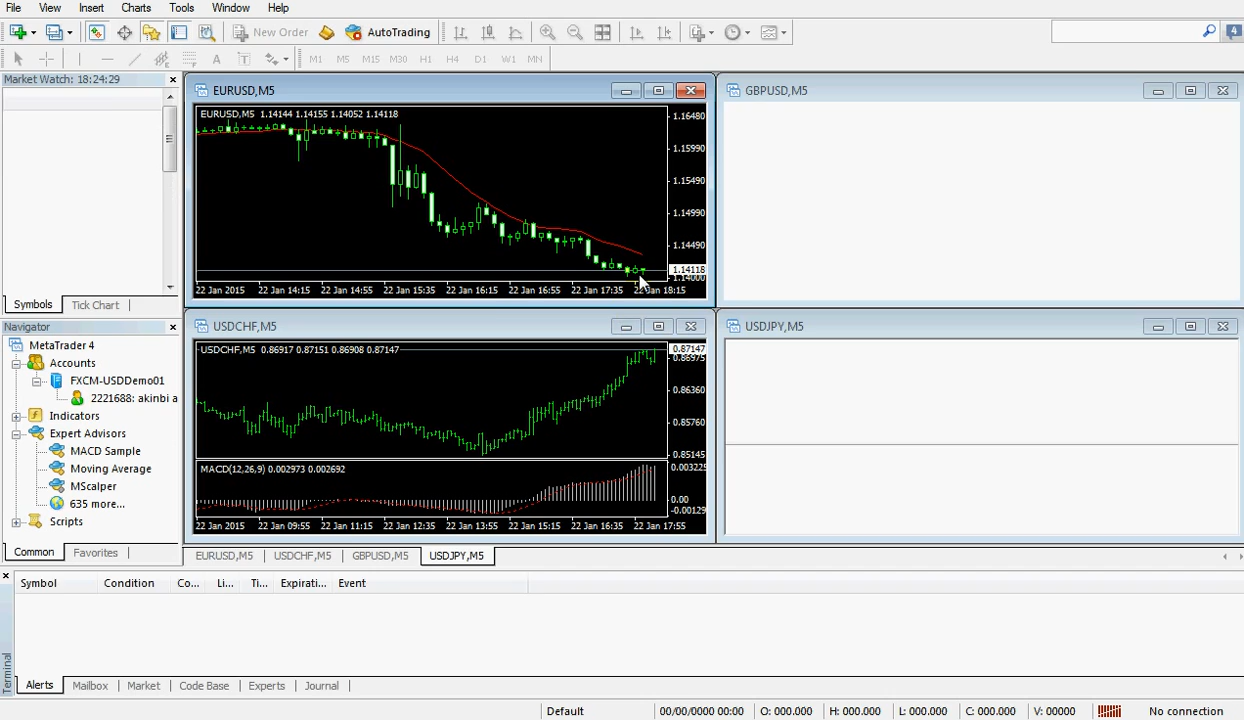 File View Insert Charts Tools Window Help
New Order AutoTrading 4
A T M1 M5 M15 M30 H1 H4 D1 W1 MN
Market Watch: 18:24:29
Symbols Tick Chart
Navigator
MetaTrader 4
Accounts
FXCM-USDDemo01
2221688: akinbi a
Indicators
Expert Advisors
MACD Sample
Moving Average
MScalper
635 more...
Scripts
Common Favorites
EURUSD,M5
EURUSD,M5 1.14144 1.14155 1.14052 1.14118
1.16480
1.15990
1.15490
1.14990
1.14490
1.14118
1.14000
22 Jan 2015 22 Jan 14:15 22 Jan 14:55 22 Jan 15:35 22 Jan 16:15 22 Jan 16:55 22 Jan 17:35 22 Jan 18:15
GBPUSD,M5
USDCHF,M5
USDCHF,M5 0.86917 0.87151 0.86908 0.87147
0.87147
0.86975
0.86360
0.85760
0.85145
MACD(12,26,9) 0.002973 0.002692
0.003225
0.00
-0.00129
22 Jan 2015 22 Jan 09:55 22 Jan 11:15 22 Jan 12:35 22 Jan 13:55 22 Jan 15:15 22 Jan 16:35 22 Jan 17:55
USDJPY,M5
EURUSD,M5 USDCHF,M5 GBPUSD,M5 USDJPY,M5
Symbol Condition Co... Li... Ti... Expirati... Event
Terminal
Alerts Mailbox Market Code Base Experts Journal
Default 00/00/0000 00:00 O: 000.000 H: 000.000 L: 000.000 C: 000.000 V: 00000 No connection